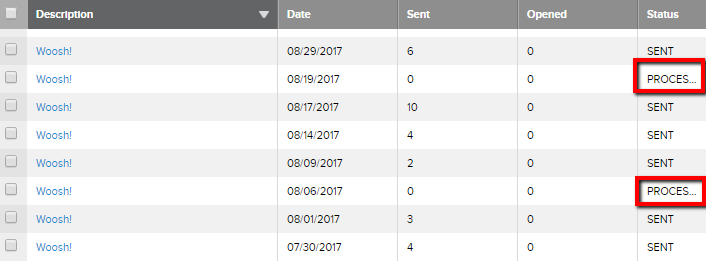 Description Date Sent Opened Status
Woosh! 08/29/2017 6 0 SENT
Woosh! 08/19/2017 0 0 PROCES...
Woosh! 08/17/2017 10 0 SENT
Woosh! 08/14/2017 4 0 SENT
Woosh! 08/09/2017 2 0 SENT
Woosh! 08/06/2017 0 0 PROCES...
Woosh! 08/01/2017 3 0 SENT
Woosh! 07/30/2017 4 0 SENT